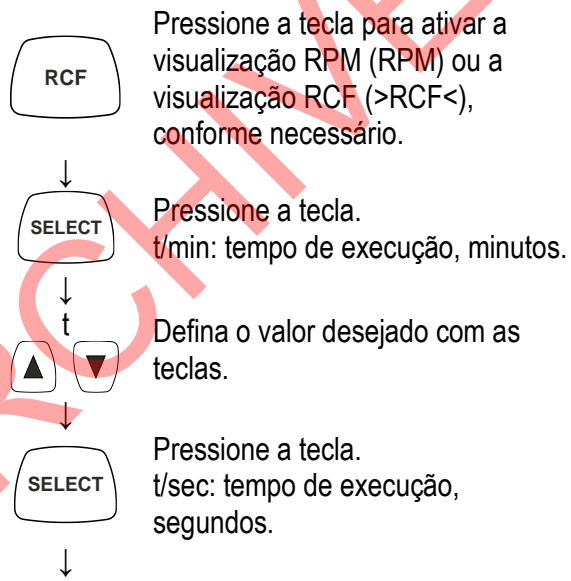 RCF
Pressione a tecla para ativar a
visualização RPM (RPM) ou a
visualização RCF (>RCF<),
conforme necessário.
↓
SELECT
Pressione a tecla.
t/min: tempo de execução, minutos.
↓
t
▲ ▼
Defina o valor desejado com as
teclas.
↓
SELECT
Pressione a tecla.
t/sec: tempo de execução,
segundos.
↓